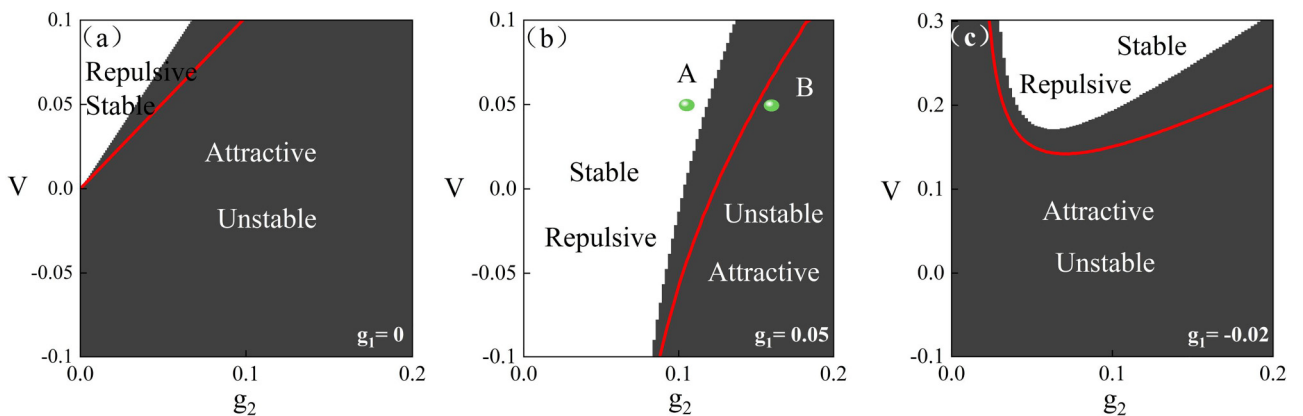 (a)
Repulsive
Stable
Attractive
Unstable
g1= 0
V
0.1
0.05
0.0
-0.05
-0.1
0.0
0.1
0.2
g2
(b)
A
B
Stable
Repulsive
Unstable
Attractive
g1= 0.05
V
0.1
0.05
0.0
-0.05
-0.1
0.0
0.1
0.2
g2
(c)
Stable
Repulsive
Attractive
Unstable
g1= -0.02
V
0.3
0.2
0.1
0.0
-0.1
0.0
0.1
0.2
g2